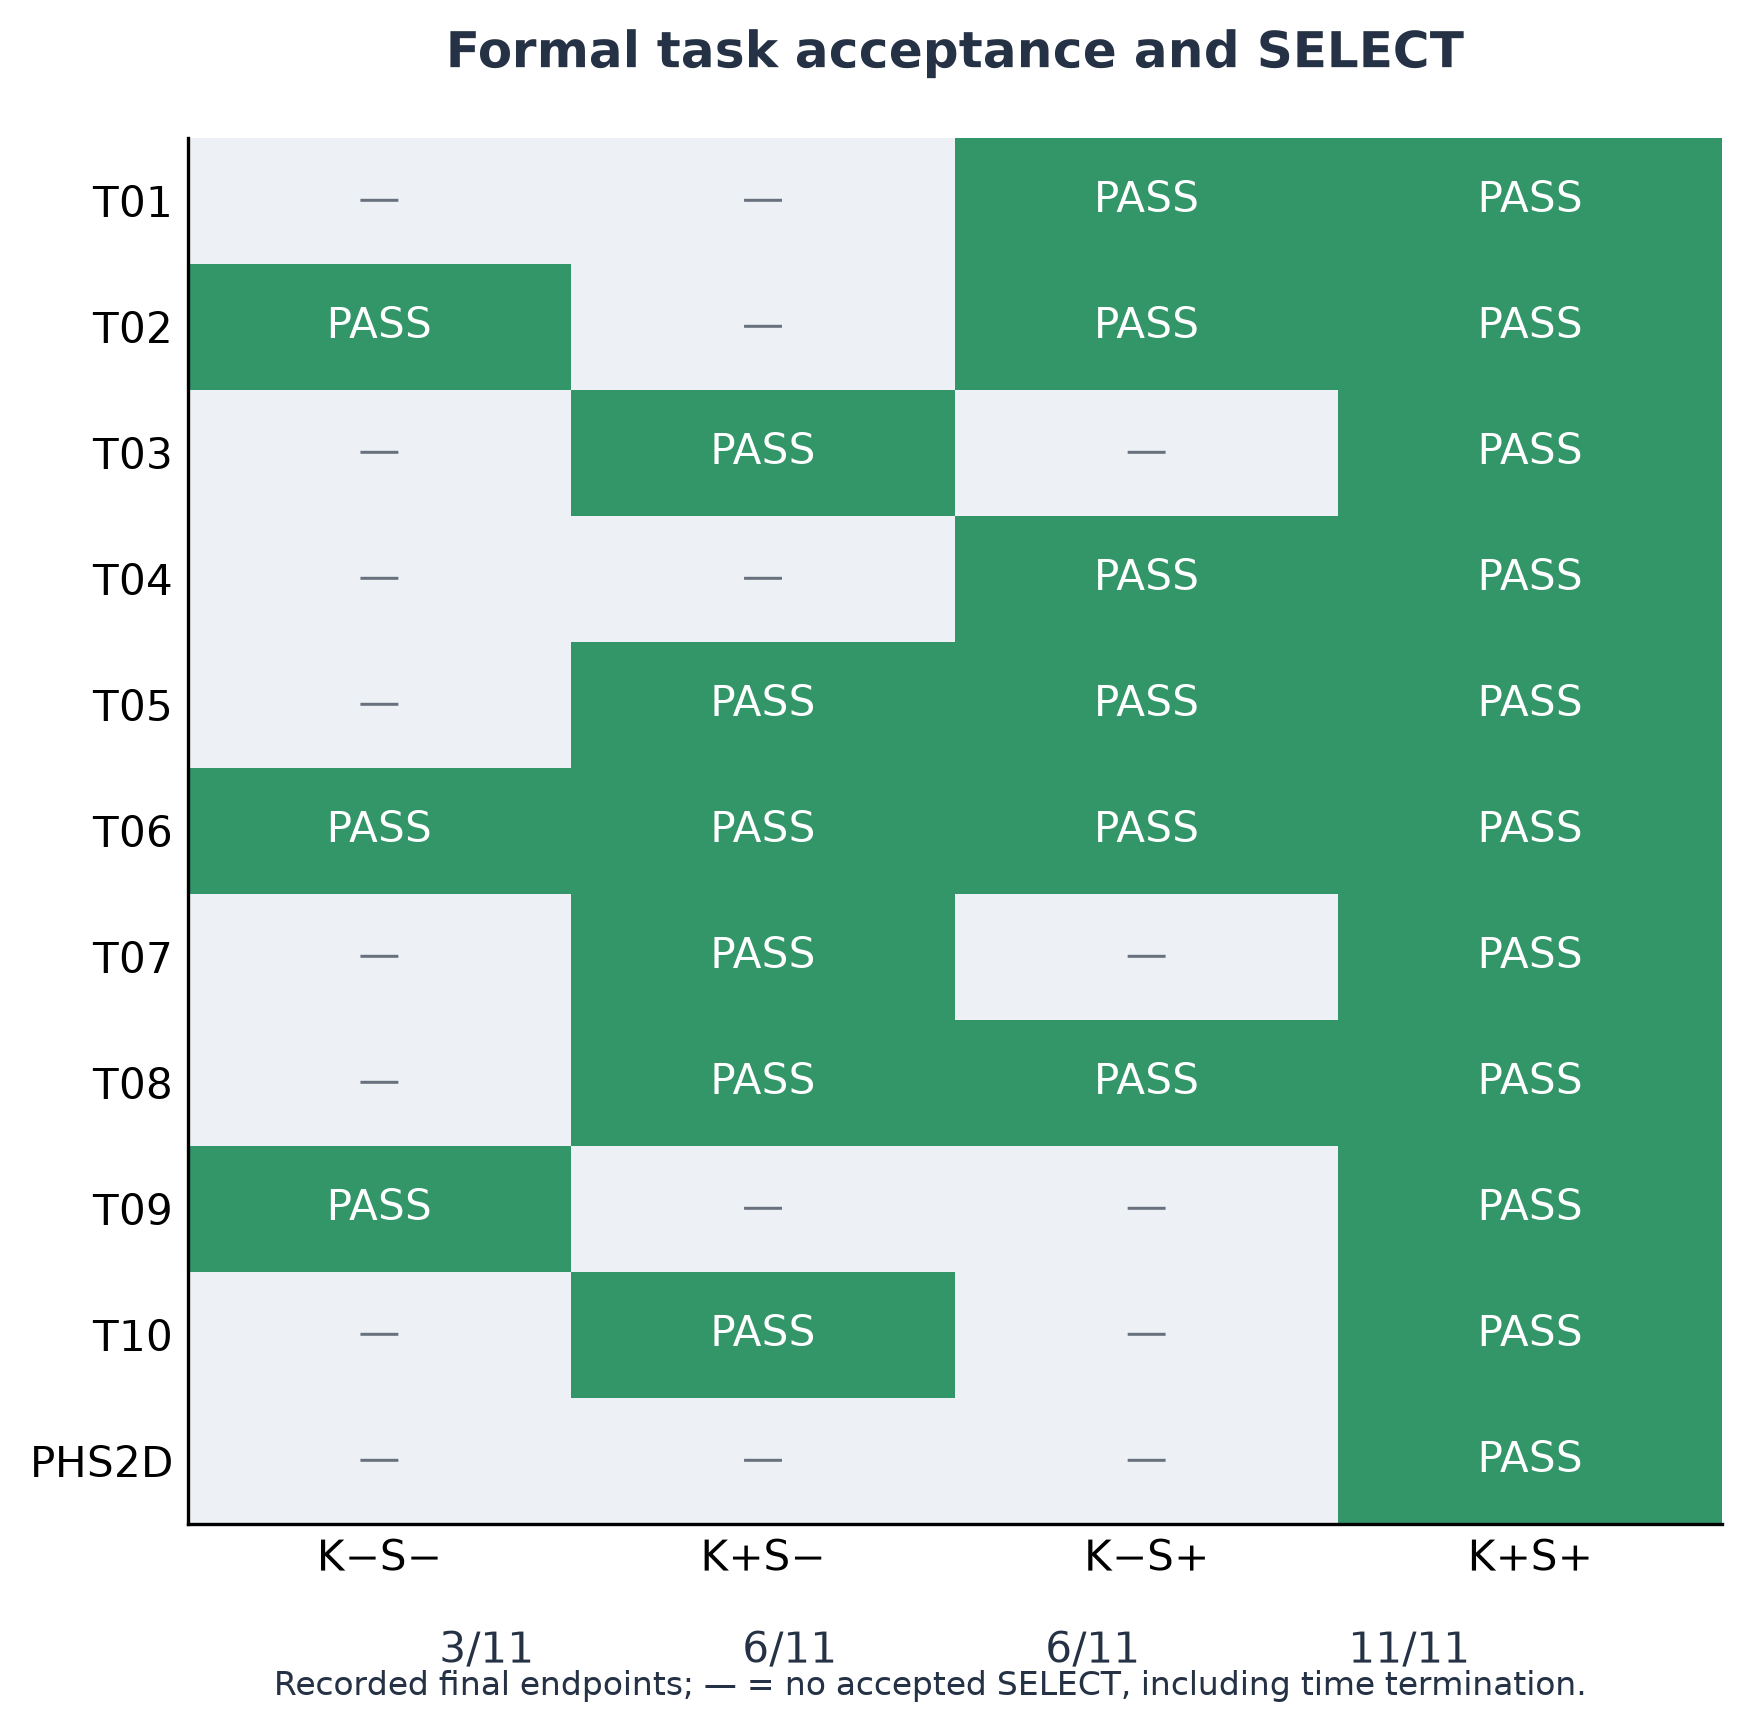 Formal task acceptance and SELECT
T01 — — PASS PASS
T02 PASS — PASS PASS
T03 — PASS — PASS
T04 — — PASS PASS
T05 — PASS PASS PASS
T06 PASS PASS PASS PASS
T07 — PASS — PASS
T08 — PASS PASS PASS
T09 PASS — — PASS
T10 — PASS — PASS
PHS2D — — — PASS
K−S− K+S− K−S+ K+S+
3/11 6/11 6/11 11/11
Recorded final endpoints; — = no accepted SELECT, including time termination.